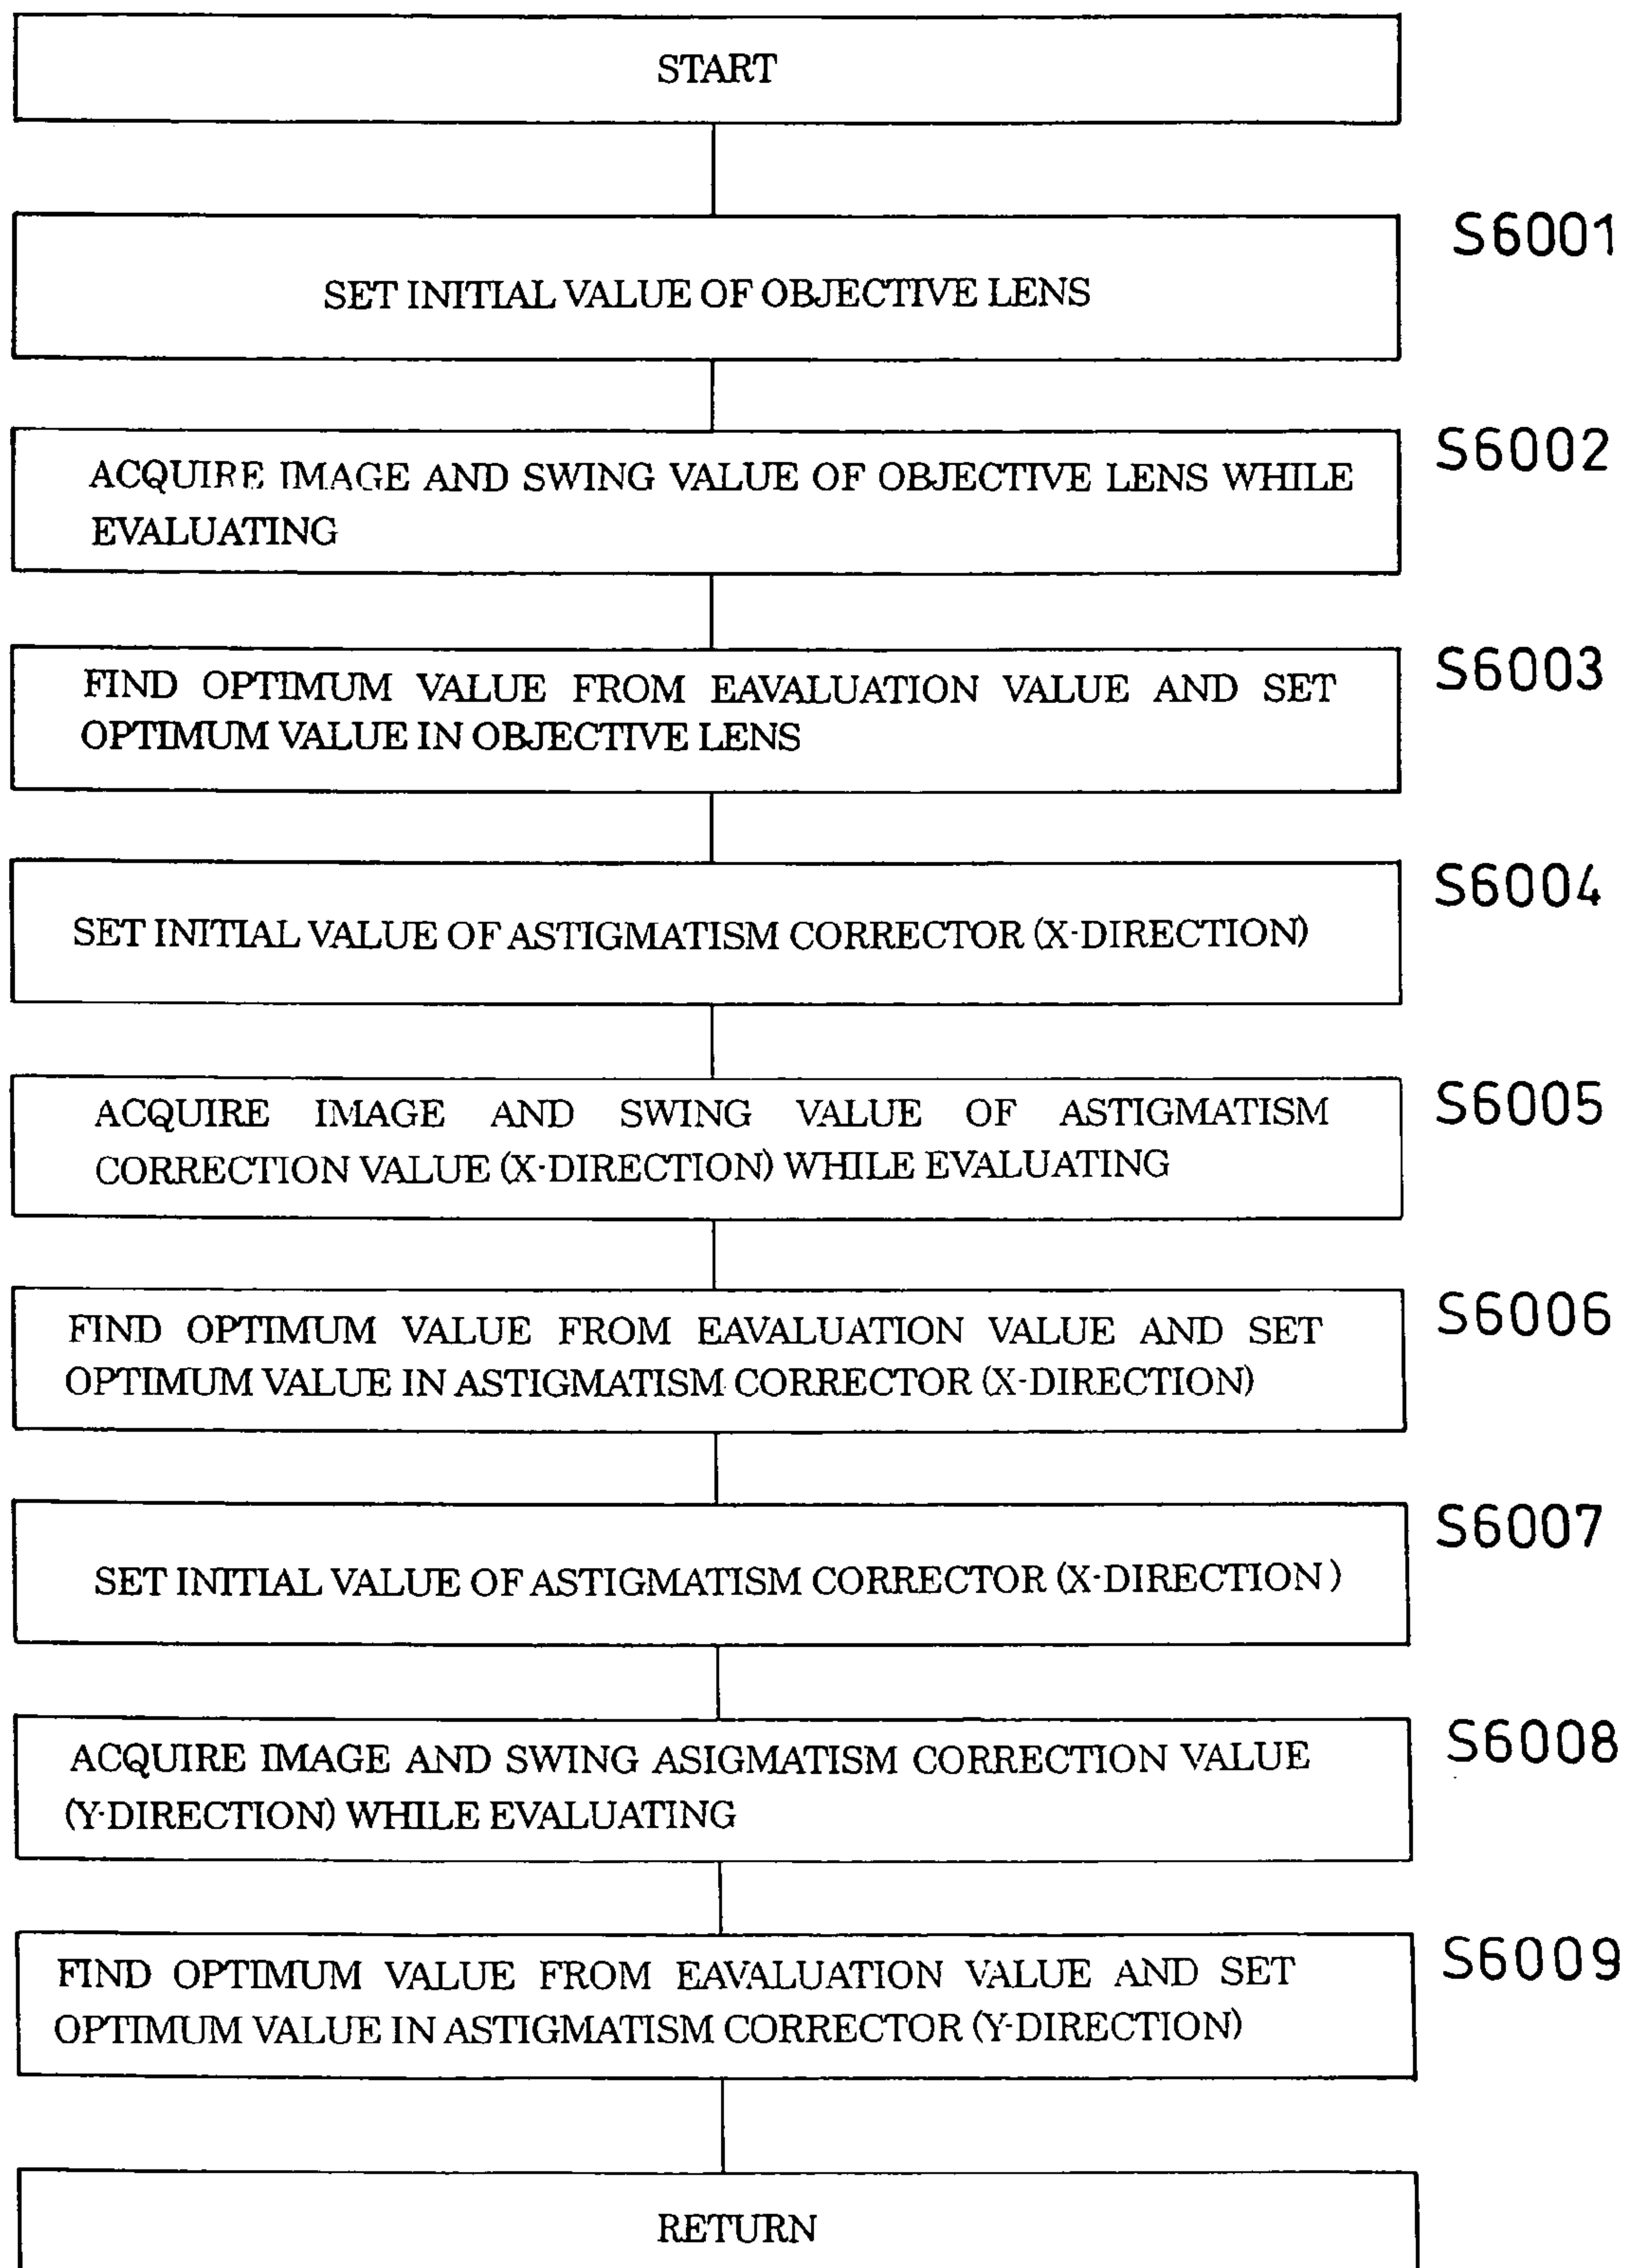 START
S6001
SET INITIAL VALUE OF OBJECTIVE LENS
S6002
ACQUIRE IMAGE AND SWING VALUE OF OBJECTIVE LENS WHILE
EVALUATING
S6003
FIND OPTIMUM VALUE FROM EAVALUATION VALUE AND SET
OPTIMUM VALUE IN OBJECTIVE LENS
S6004
SET INITIAL VALUE OF ASTIGMATISM CORRECTOR (X-DIRECTION)
S6005
ACQUIRE IMAGE AND SWING VALUE OF ASTIGMATISM
CORRECTION VALUE (X-DIRECTION) WHILE EVALUATING
S6006
FIND OPTIMUM VALUE FROM EAVALUATION VALUE AND SET
OPTIMUM VALUE IN ASTIGMATISM CORRECTOR (X-DIRECTION)
S6007
SET INITIAL VALUE OF ASTIGMATISM CORRECTOR (X-DIRECTION )
S6008
ACQUIRE IMAGE AND SWING ASIGMATISM CORRECTION VALUE
(Y-DIRECTION) WHILE EVALUATING
S6009
FIND OPTIMUM VALUE FROM EAVALUATION VALUE AND SET
OPTIMUM VALUE IN ASTIGMATISM CORRECTOR (Y-DIRECTION)
RETURN